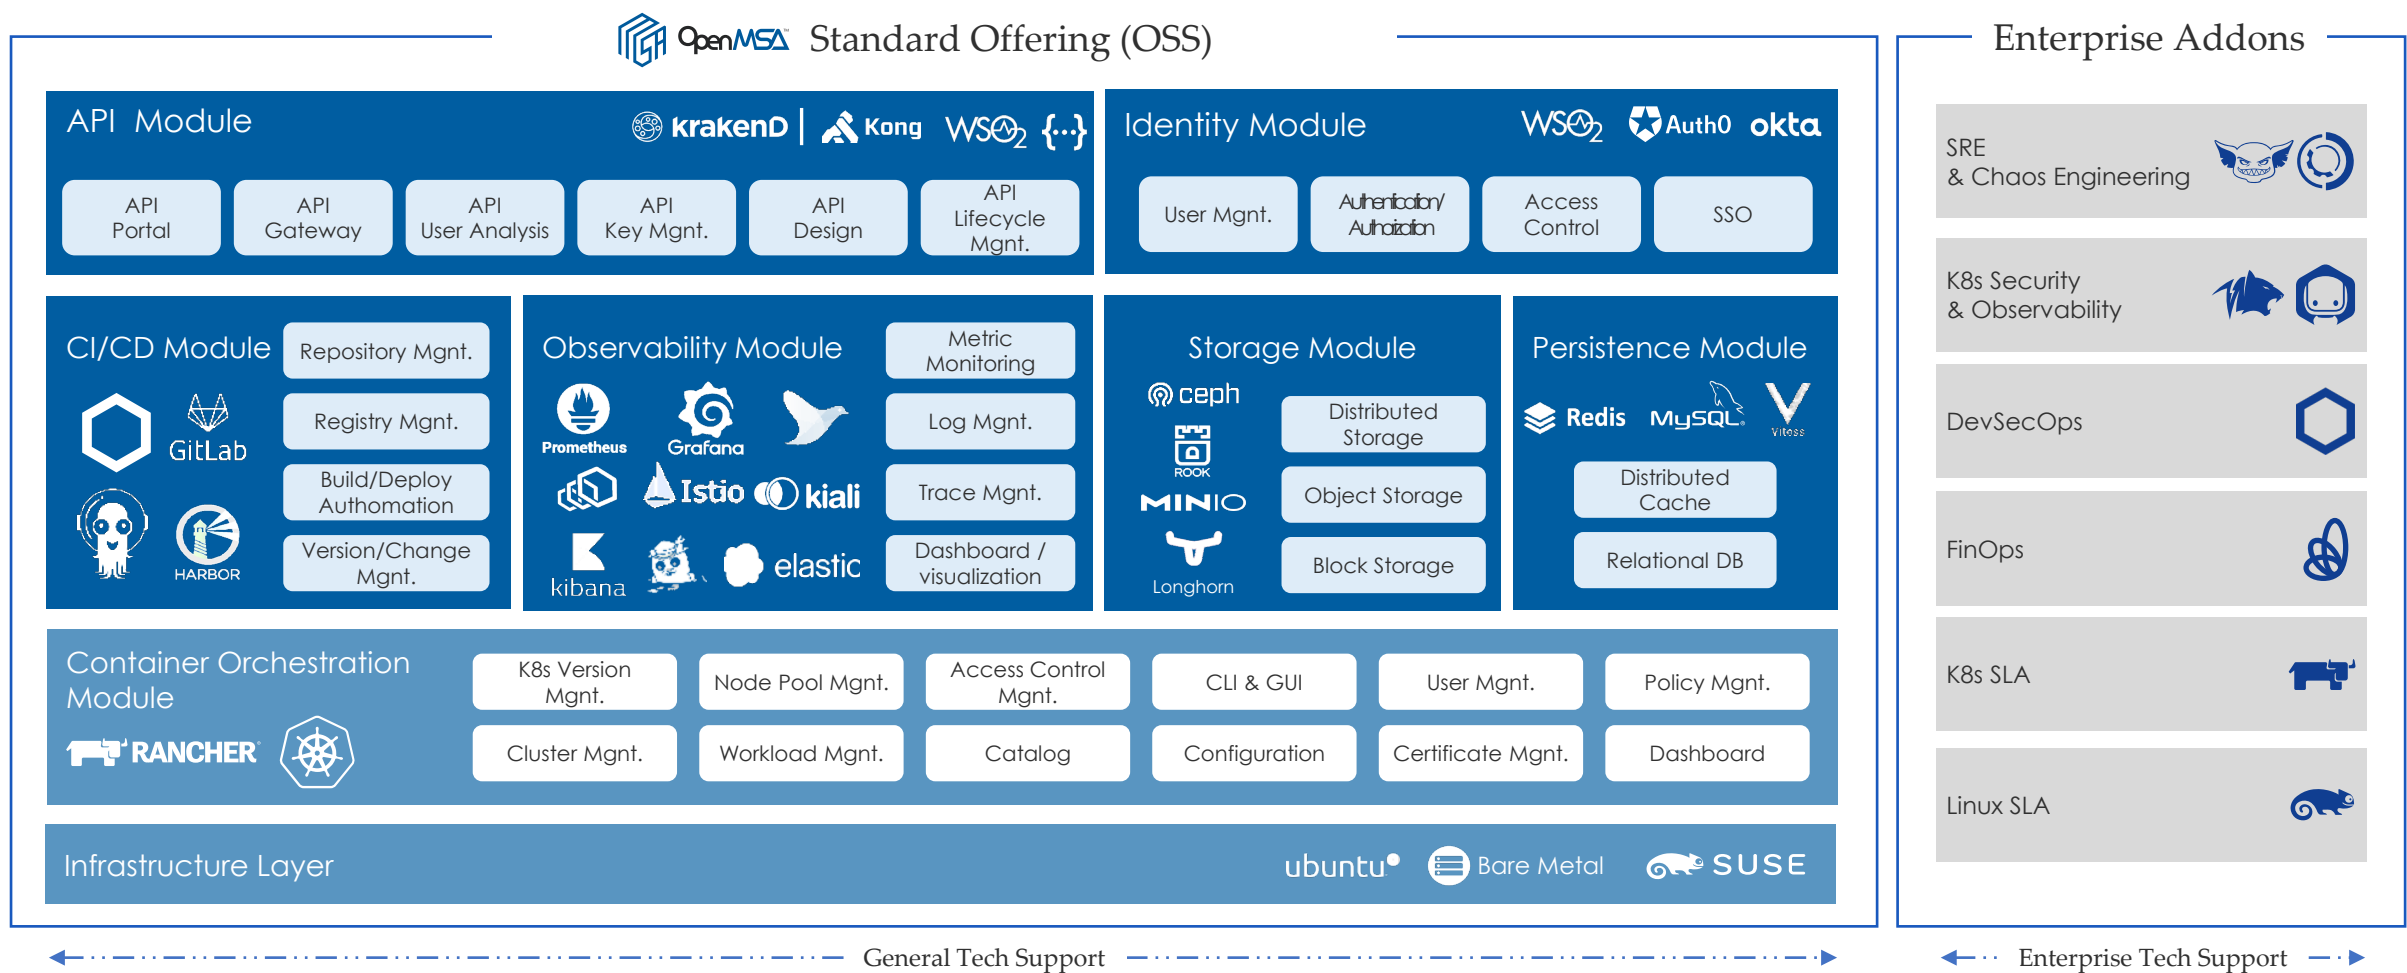 OpenMSA™ Standard Offering (OSS)
Enterprise Addons
API Module
krakenD
Kong
WSO2
{···}
API
Portal
API
Gateway
API
User Analysis
API
Key Mgnt.
API
Design
API
Lifecycle
Mgnt.
Identity Module
WSO2
Auth0
okta
User Mgnt.
Authentication/
Authorization
Access
Control
SSO
CI/CD Module
GitLab
HARBOR
Repository Mgnt.
Registry Mgnt.
Build/Deploy
Authomation
Version/Change
Mgnt.
Observability Module
Prometheus
Grafana
Istio
kiali
kibana
elastic
Metric
Monitoring
Log Mgnt.
Trace Mgnt.
Dashboard /
visualization
Storage Module
ceph
ROOK
MINIO
Longhorn
Distributed
Storage
Object Storage
Block Storage
Persistence Module
Redis
MySQL
Vitess
Distributed
Cache
Relational DB
Container Orchestration
Module
RANCHER
K8s Version
Mgnt.
Node Pool Mgnt.
Access Control
Mgnt.
CLI & GUI
User Mgnt.
Policy Mgnt.
Cluster Mgnt.
Workload Mgnt.
Catalog
Configuration
Certificate Mgnt.
Dashboard
Infrastructure Layer
ubuntu
Bare Metal
SUSE
SRE
& Chaos Engineering
K8s Security
& Observability
DevSecOps
FinOps
K8s SLA
Linux SLA
General Tech Support
Enterprise Tech Support